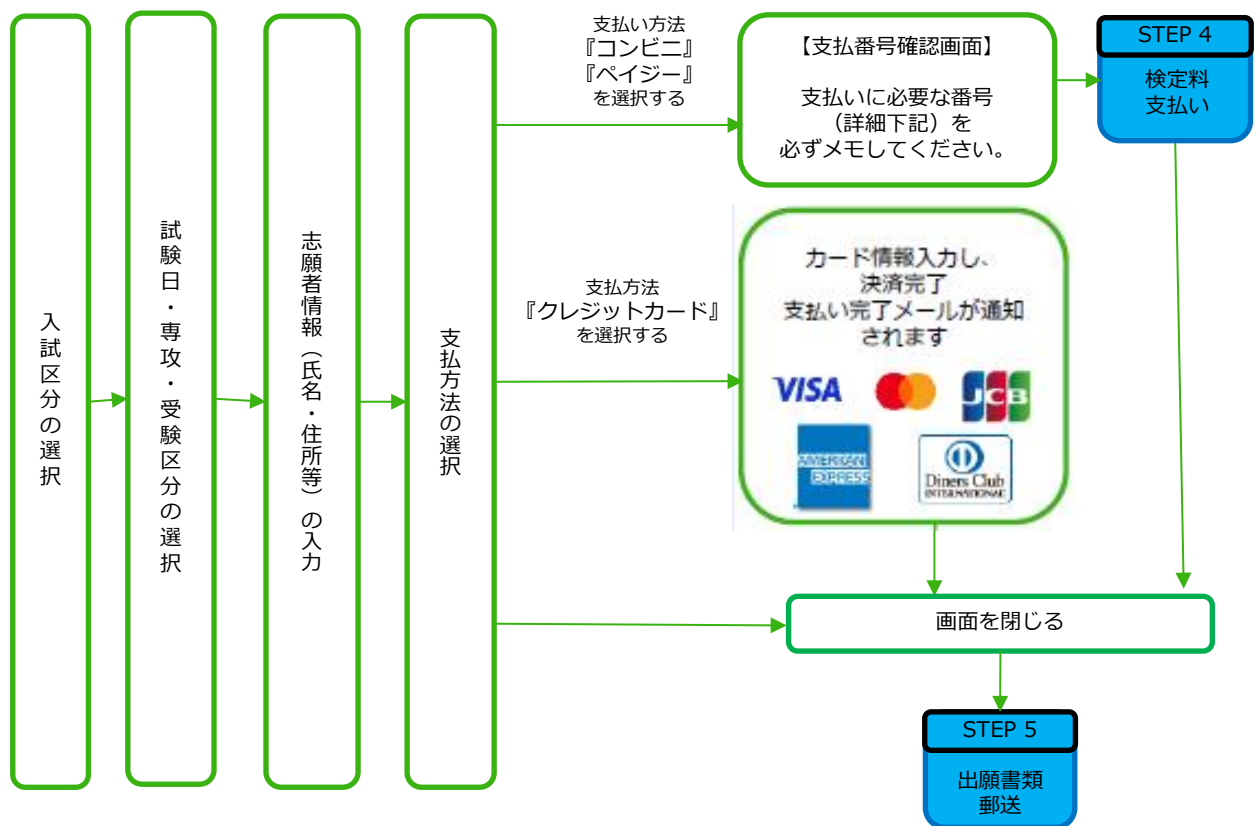 入試区分の選択
試験日・専攻・受験区分の選択
志願者情報（氏名・住所等）の入力
支払方法の選択
支払い方法
『コンビニ』
『ペイジー』
を選択する
【支払番号確認画面】
支払いに必要な番号
（詳細下記）を
必ずメモしてください。
STEP 4
検定料
支払い
支払方法
『クレジットカード』
を選択する
カード情報入力し、
決済完了
支払い完了メールが通知
されます
VISA
JCB
AMERICAN
EXPRESS
Diners Club
INTERNATIONAL
画面を閉じる
STEP 5
出願書類
郵送